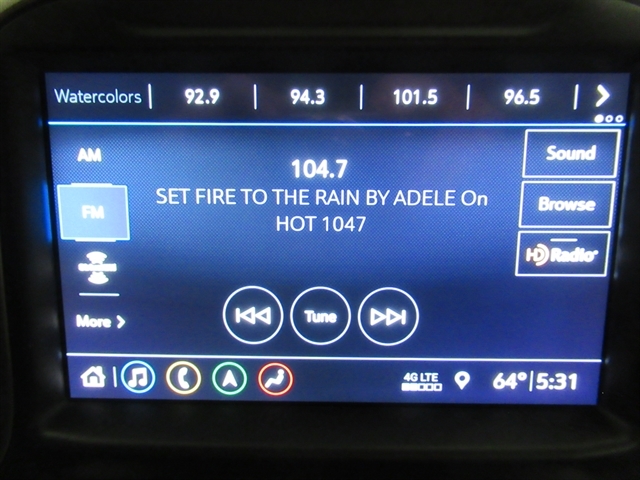 Watercolors 92.9 94.3 101.5 96.5
AM
Sound
104.7
SET FIRE TO THE RAIN BY ADELE On
HOT 1047
FM
Browse
HD Radio
More
Tune
4G LTE
64° 5:31